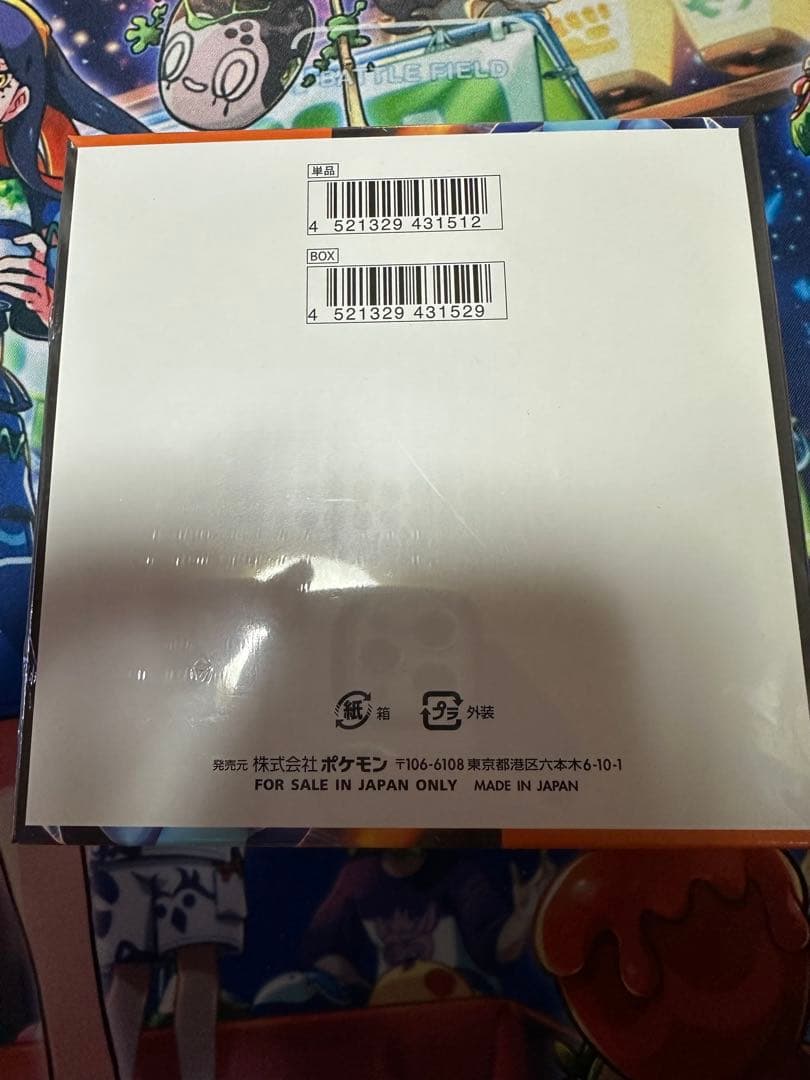 BATTLE FIELD
単品
4 521329 431512
BOX
4 521329 431529
紙 箱
プラ 外装
発売元 株式会社ポケモン 〒106-6108 東京都港区六本木6-10-1
FOR SALE IN JAPAN ONLY MADE IN JAPAN